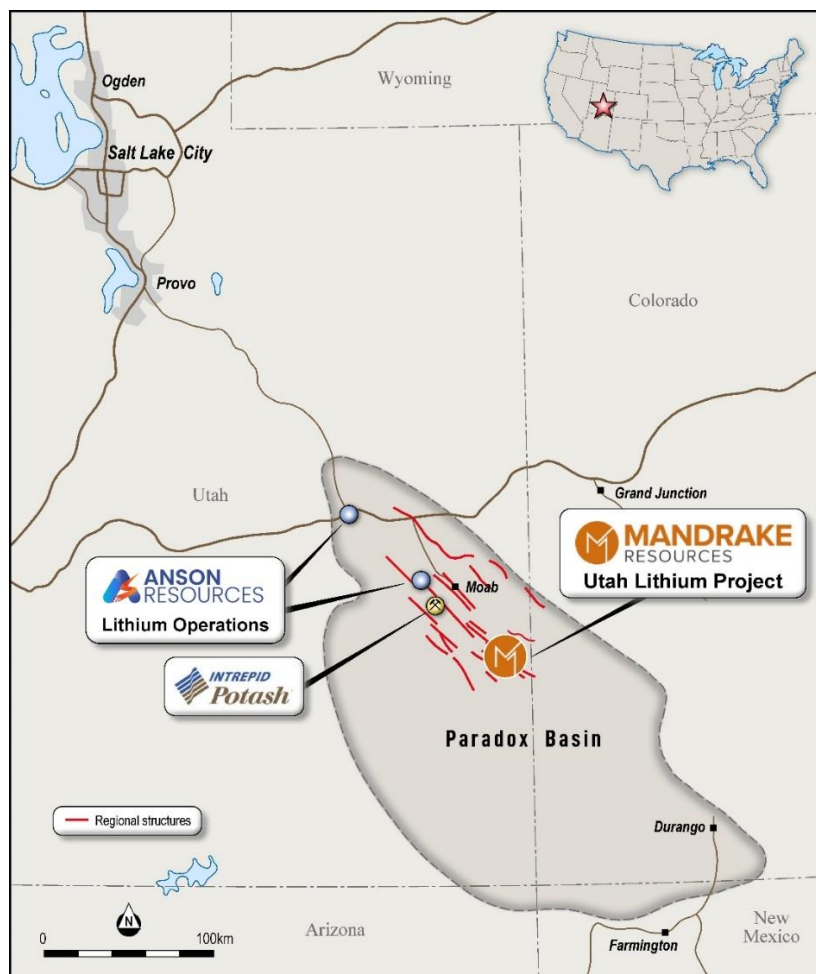 Wyoming
Ogden
Salt Lake City
Provo
Colorado
Utah
Grand Junction
MANDRAKE
RESOURCES
Utah Lithium Project
ANSON
RESOURCES
Lithium Operations
Moab
INTREPID
Potash
M
Paradox Basin
Regional structures
Durango
N
0 100km
Arizona
New
Mexico
Farmington